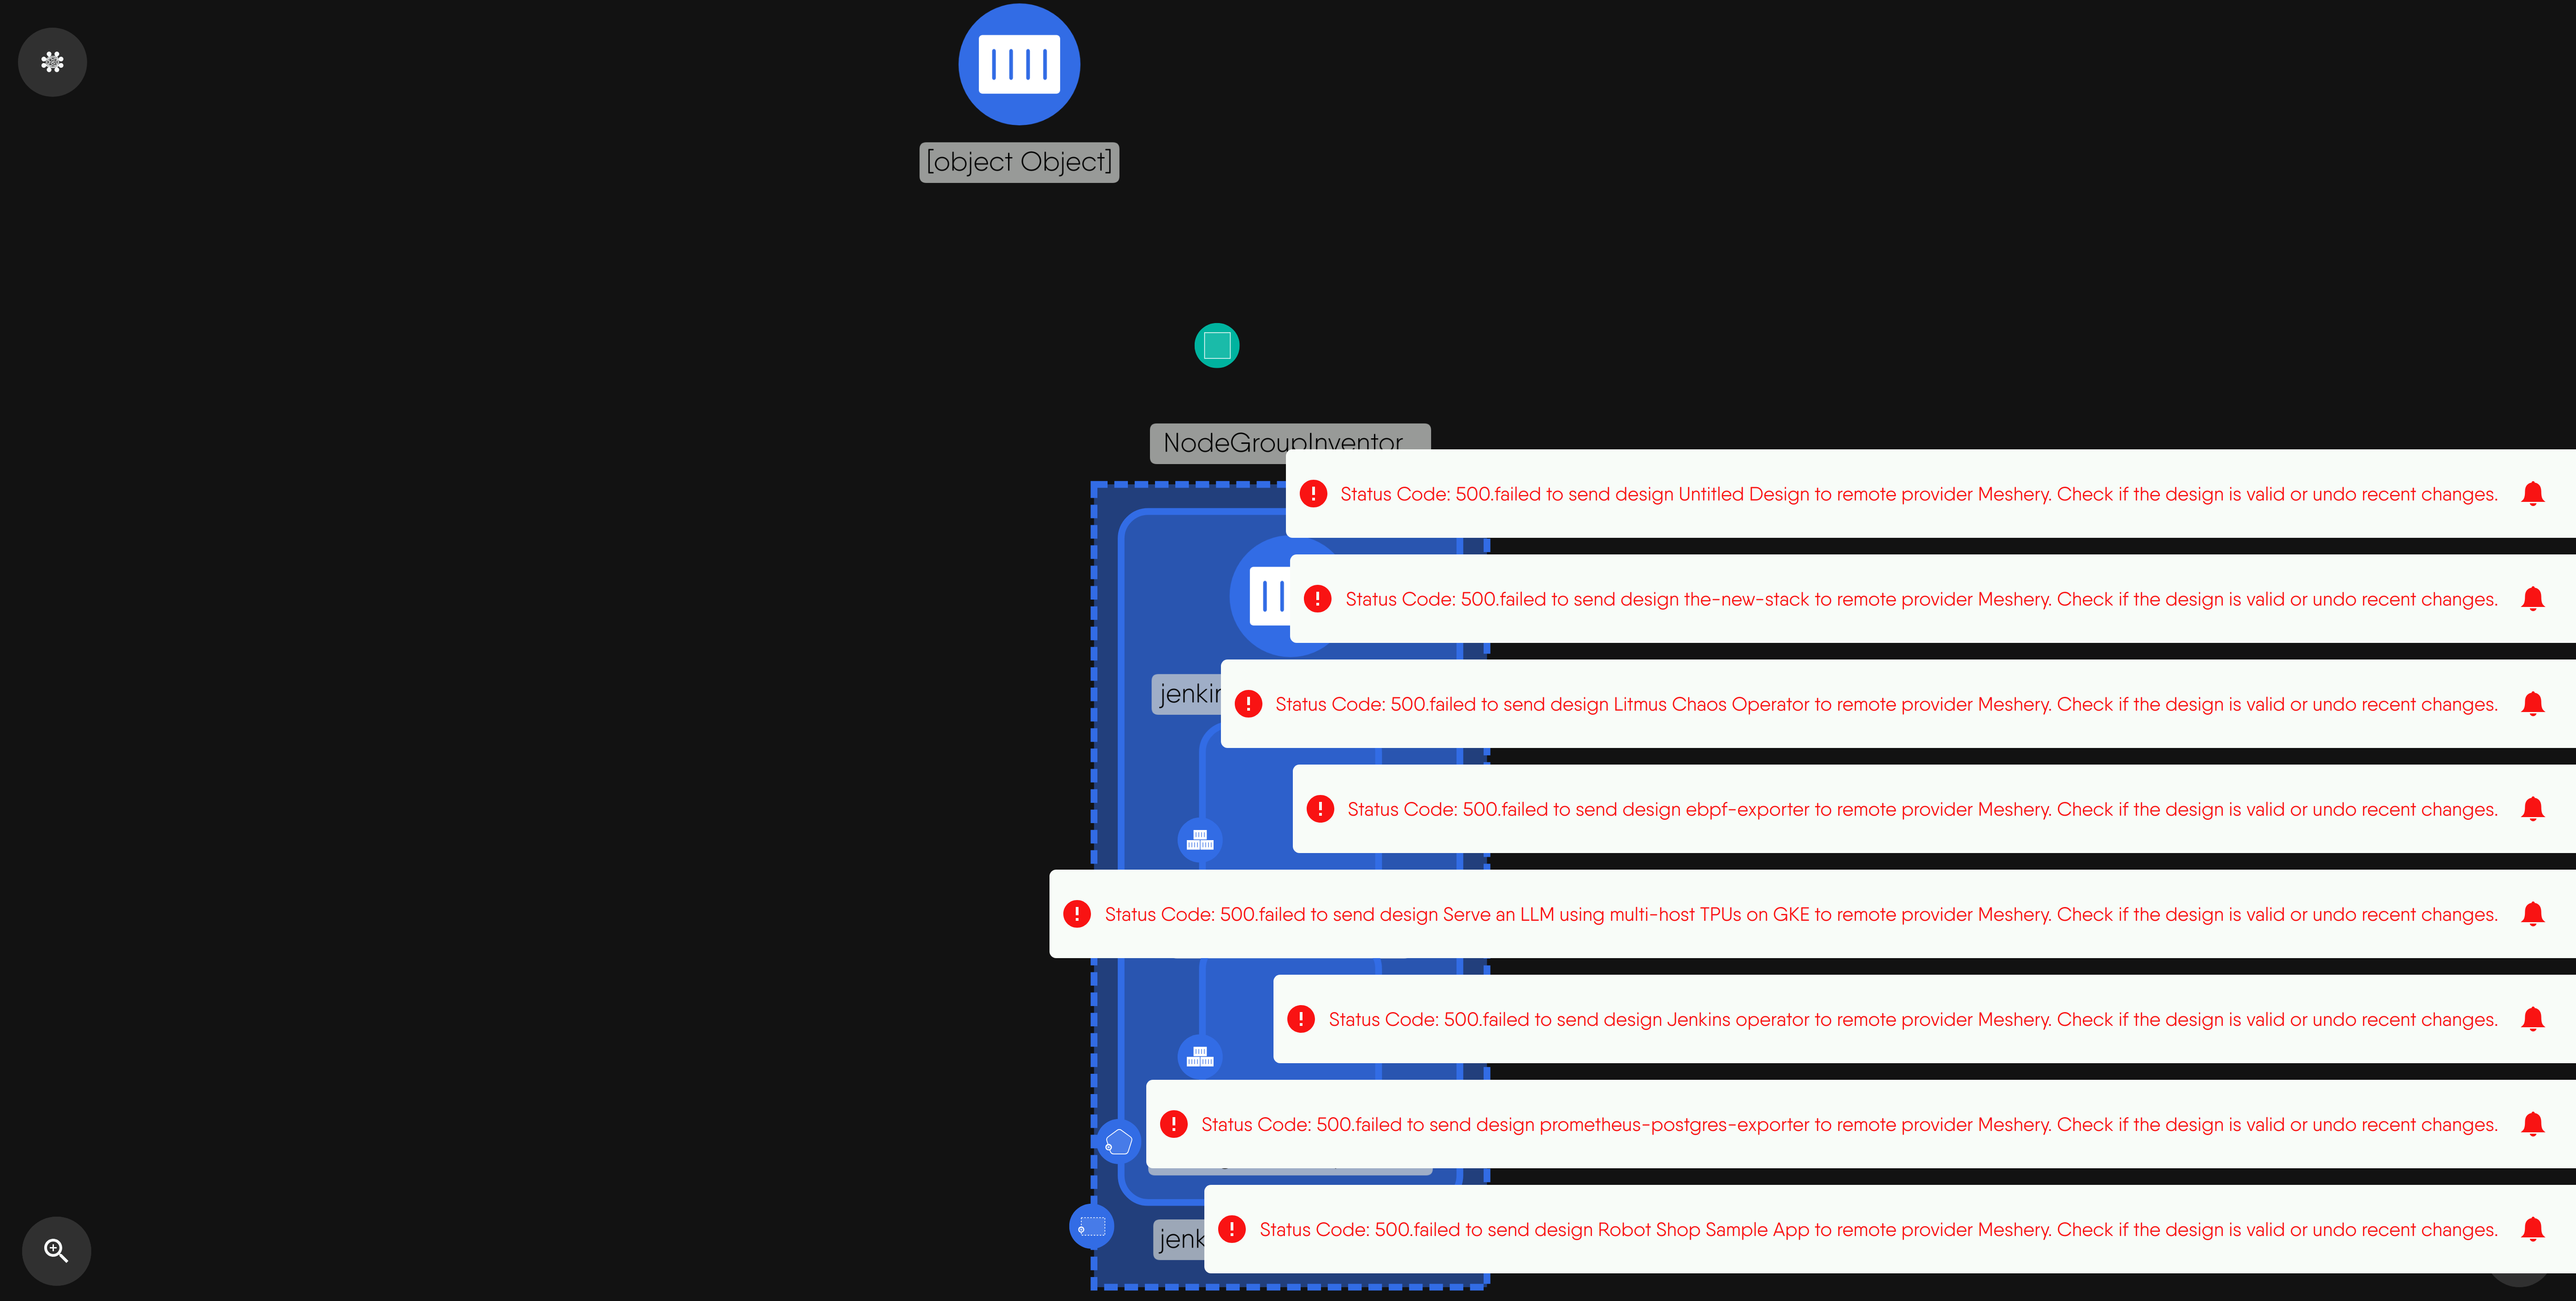 [object Object]
NodeGroupInventor
Status Code: 500.failed to send design Untitled Design to remote provider Meshery. Check if the design is valid or undo recent changes.
Status Code: 500.failed to send design the-new-stack to remote provider Meshery. Check if the design is valid or undo recent changes.
jenkin
Status Code: 500.failed to send design Litmus Chaos Operator to remote provider Meshery. Check if the design is valid or undo recent changes.
Status Code: 500.failed to send design ebpf-exporter to remote provider Meshery. Check if the design is valid or undo recent changes.
Status Code: 500.failed to send design Serve an LLM using multi-host TPUs on GKE to remote provider Meshery. Check if the design is valid or undo recent changes.
Status Code: 500.failed to send design Jenkins operator to remote provider Meshery. Check if the design is valid or undo recent changes.
Status Code: 500.failed to send design prometheus-postgres-exporter to remote provider Meshery. Check if the design is valid or undo recent changes.
jenk
Status Code: 500.failed to send design Robot Shop Sample App to remote provider Meshery. Check if the design is valid or undo recent changes.